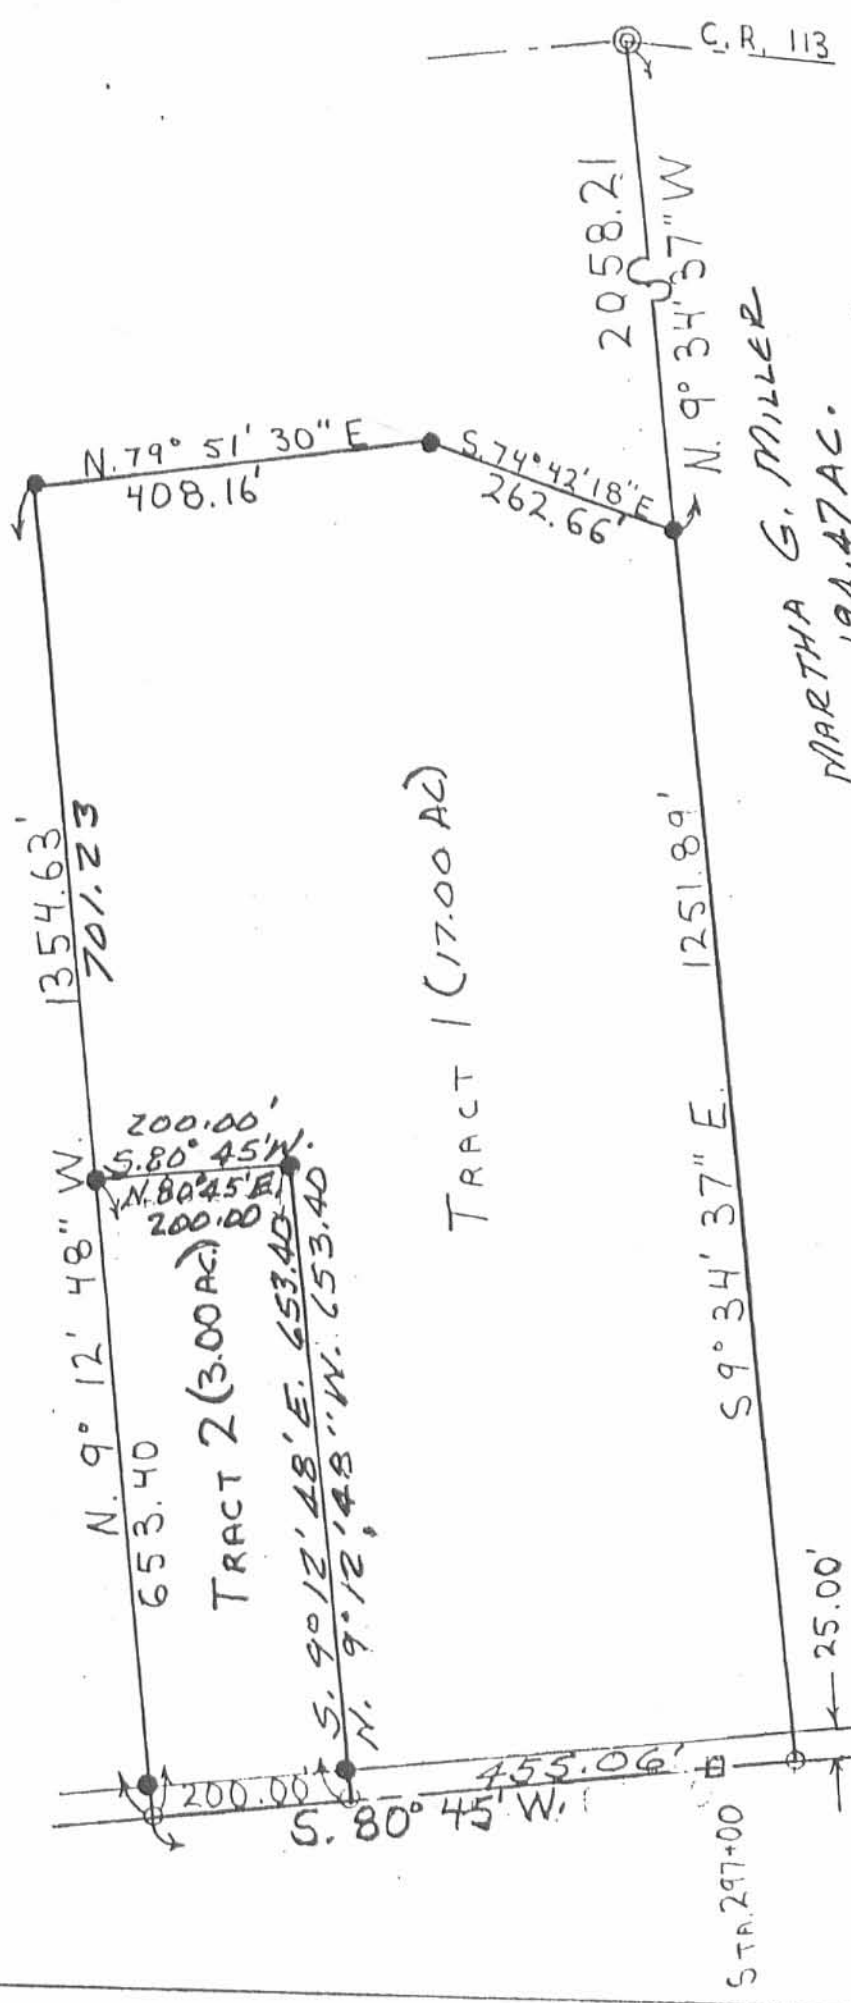 C.R. 113
2058.21
N. 9° 34' 37" W
MARTHA G. MILLER
N. 79° 51' 30" E
408.16'
S. 74° 42' 18" E
262.66'
1354.63'
701.23
N. 9° 12' 48" W.
653.40
200.00'
S. 80° 45' W.
N. 80° 45' E.
200.00
TRACT 2 (3.00 AC.)
S. 9° 12' 48' E. 653.40
N. 9° 12' 48" W. 653.40
TRACT 1 (17.00 AC)
1251.89'
S 9° 34' 37" E.
25.00'
200.00'
455.06'
S. 80° 45' W.
STA. 297+00